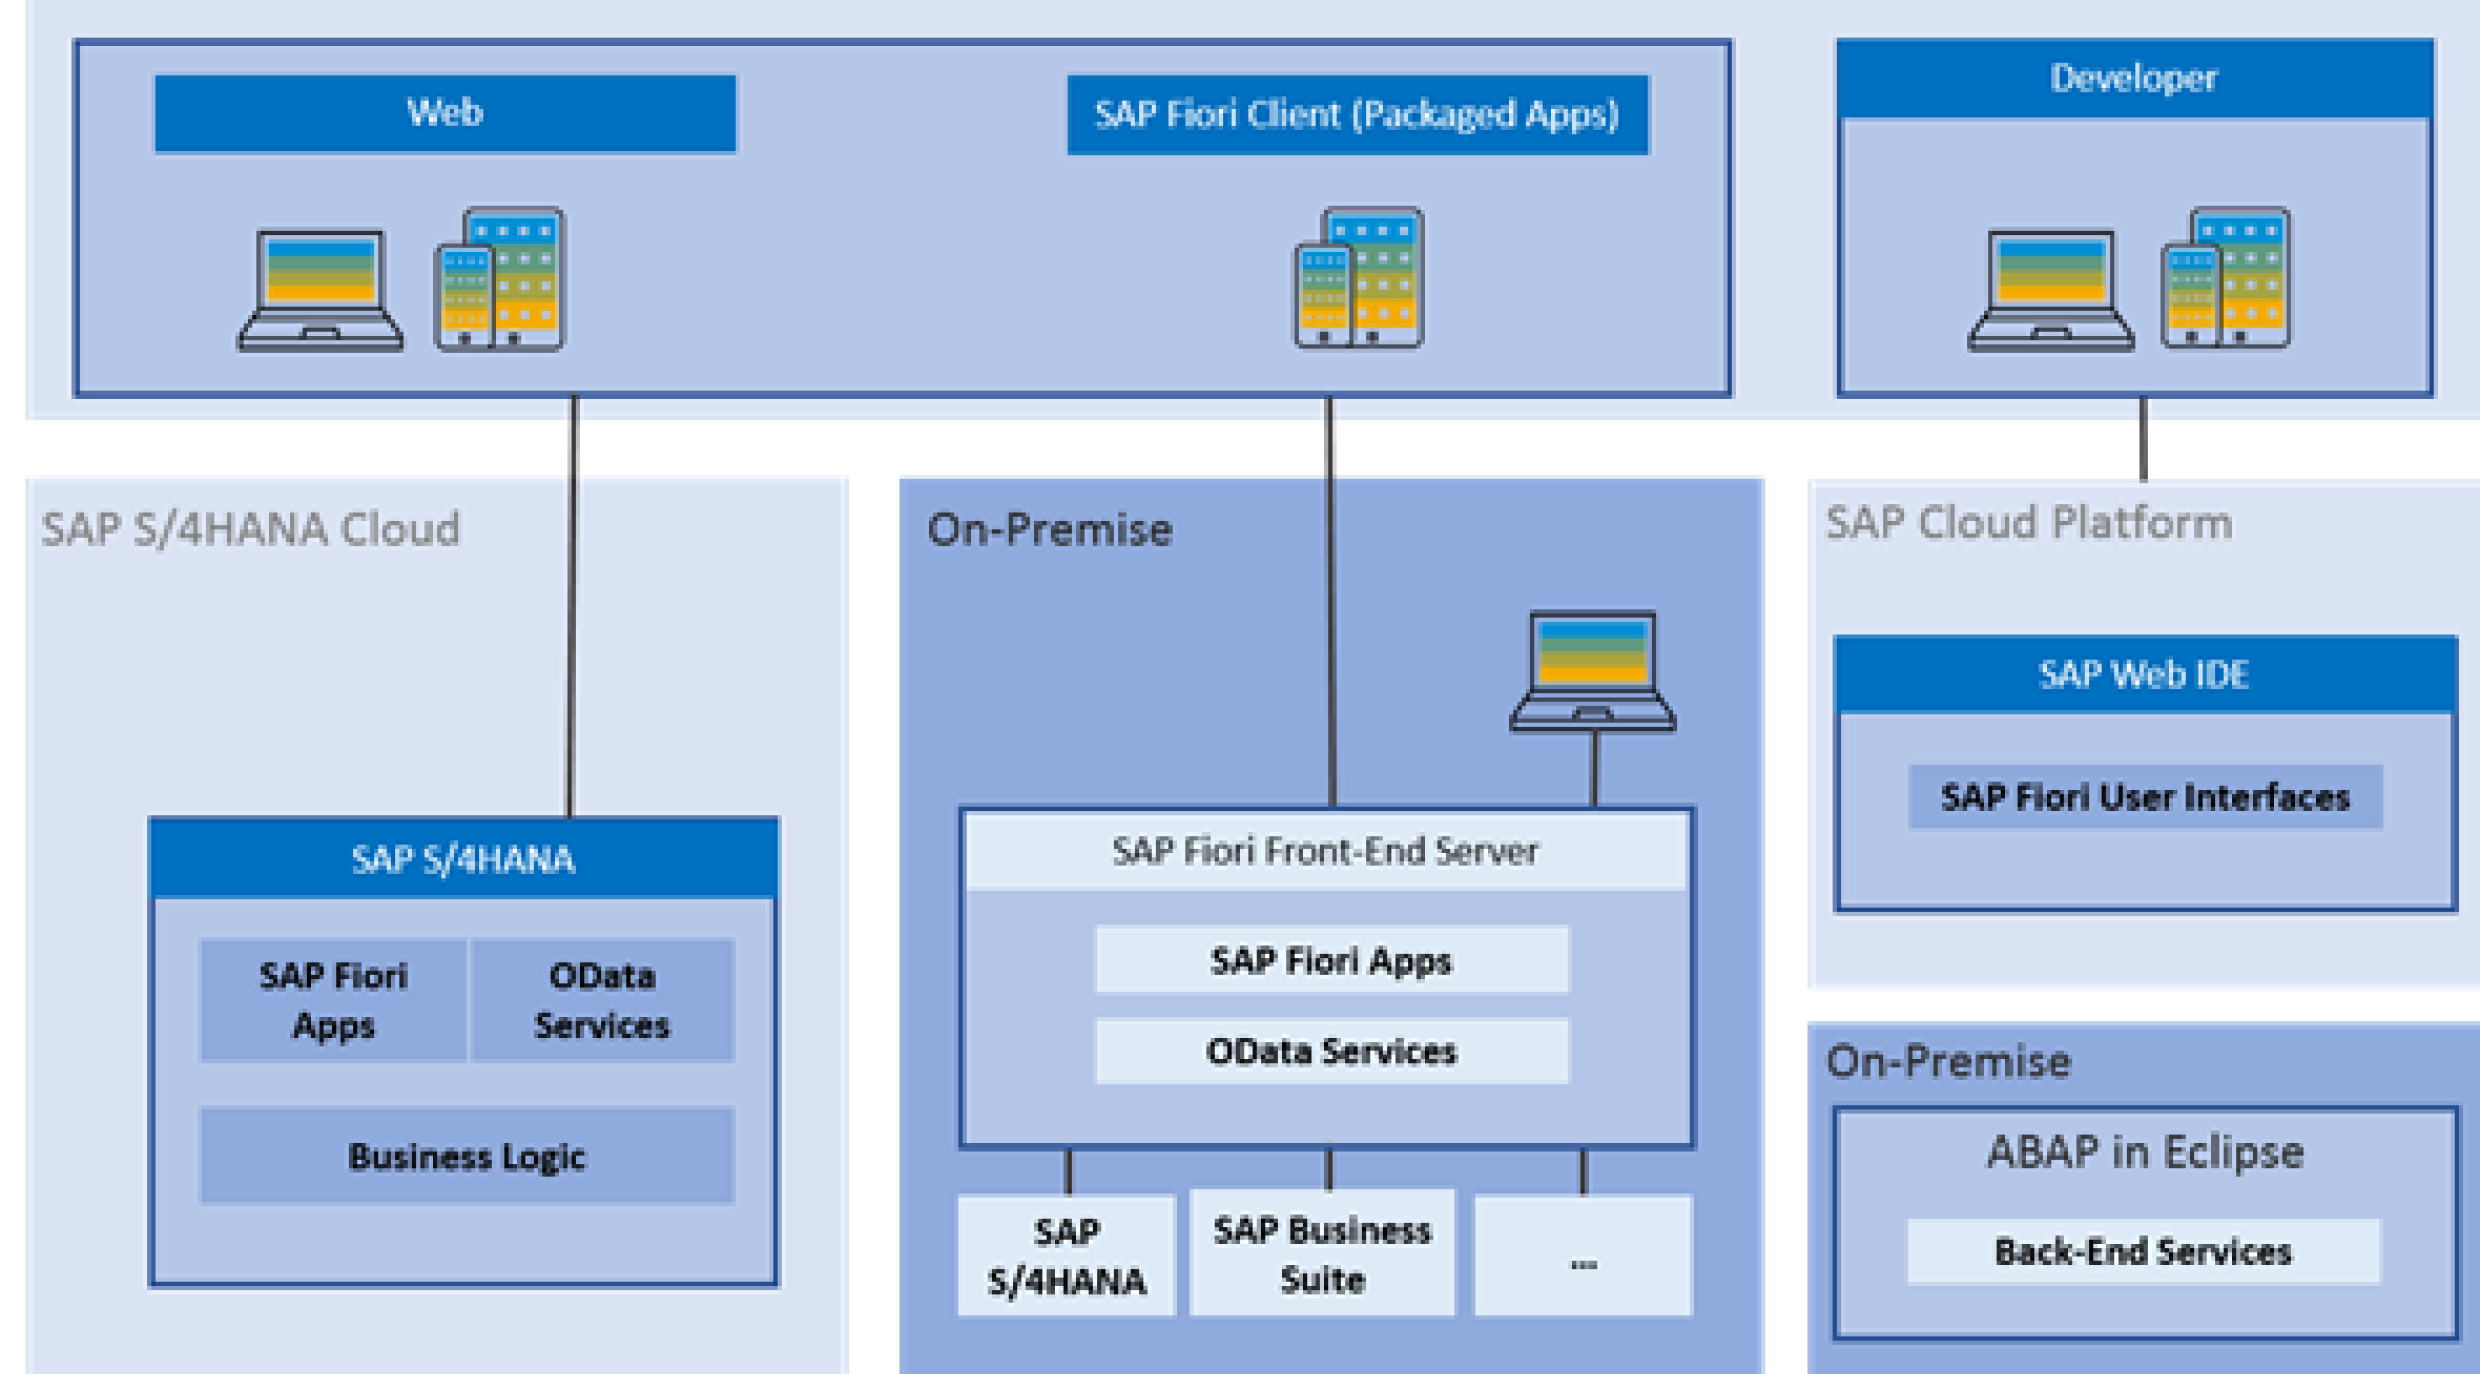 Web
SAP Fiori Client (Packaged Apps)
Developer
SAP S/4HANA Cloud
SAP S/4HANA
SAP Fiori
Apps
OData
Services
Business Logic
On-Premise
SAP Fiori Front-End Server
SAP Fiori Apps
OData Services
SAP
S/4HANA
SAP Business
Suite
...
SAP Cloud Platform
SAP Web IDE
SAP Fiori User Interfaces
On-Premise
ABAP in Eclipse
Back-End Services